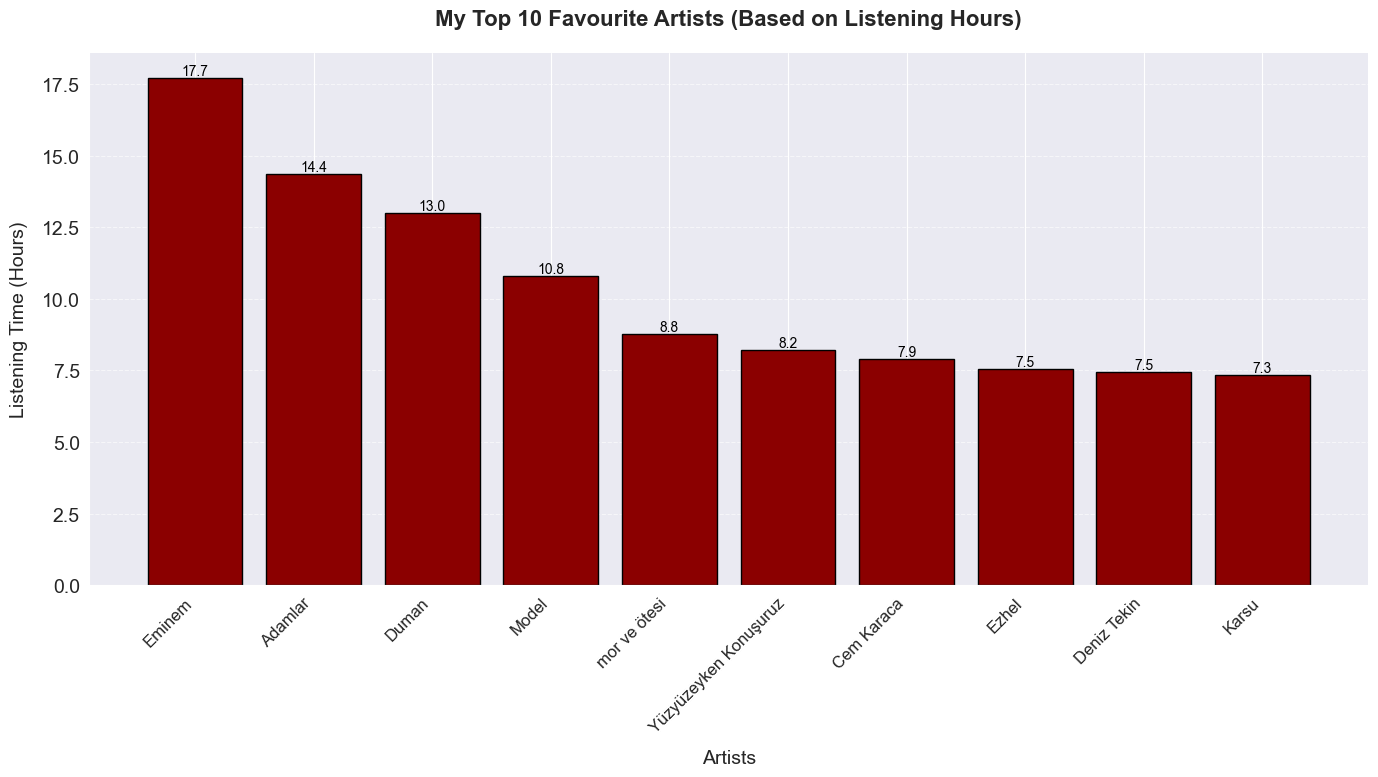 My Top 10 Favourite Artists (Based on Listening Hours)
Listening Time (Hours)
17.5
15.0
12.5
10.0
7.5
5.0
2.5
0.0
17.7
14.4
13.0
10.8
8.8
8.2
7.9
7.5
7.5
7.3
Eminem
Adamlar
Duman
Model
mor ve ötesi
Yüzyüzeyken Konuşuruz
Cem Karaca
Ezhel
Deniz Tekin
Karsu
Artists